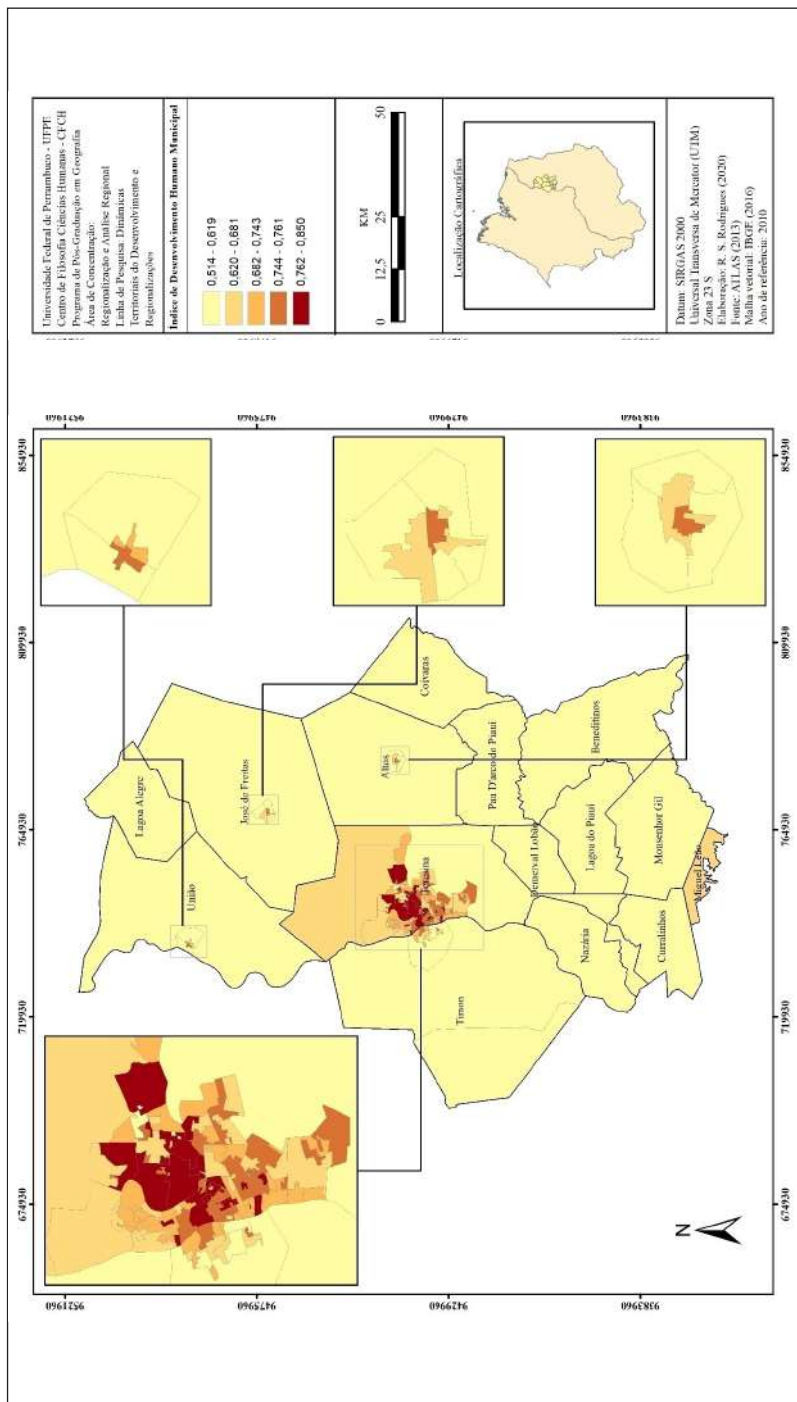 Universidade Federal de Pernambuco - UFPE
Centro de Filosofia Ciências Humanas - CFCH
Programa de Pós-Graduação em Geografia
Área de Concentração:
Regionalização e Análise Regional
Linha de Pesquisa: Dinâmicas
Territoriais do Desenvolvimento e
Regionalizações
Índice de Desenvolvimento Humano Municipal
0,514 - 0,619
0,620 - 0,681
0,682 - 0,743
0,744 - 0,761
0,762 - 0,850
KM
0
12,5
25
50
Localização Cartográfica
Datum: SIRGAS 2000
Universal Transversa de Mercator (UTM)
Zona 23 S
Elaboração: R. S. Rodrigues (2020)
Fonte: ATLAS (2013)
Malha vetorial: IBGE (2016)
Ano de referência: 2010
674930
719930
764930
809930
854930
9521960
9475960
9429960
9383960
674930
719930
764930
809930
854930
União
Lagoa Alegre
José de Freitas
Altos
Coivaras
Teresina
Timon
Pau D'arco do Piauí
Demerval Lobão
Beneditinos
Lagoa do Piauí
Nazária
Monsenhor Gil
Curralinhos
Miguel Leão
N